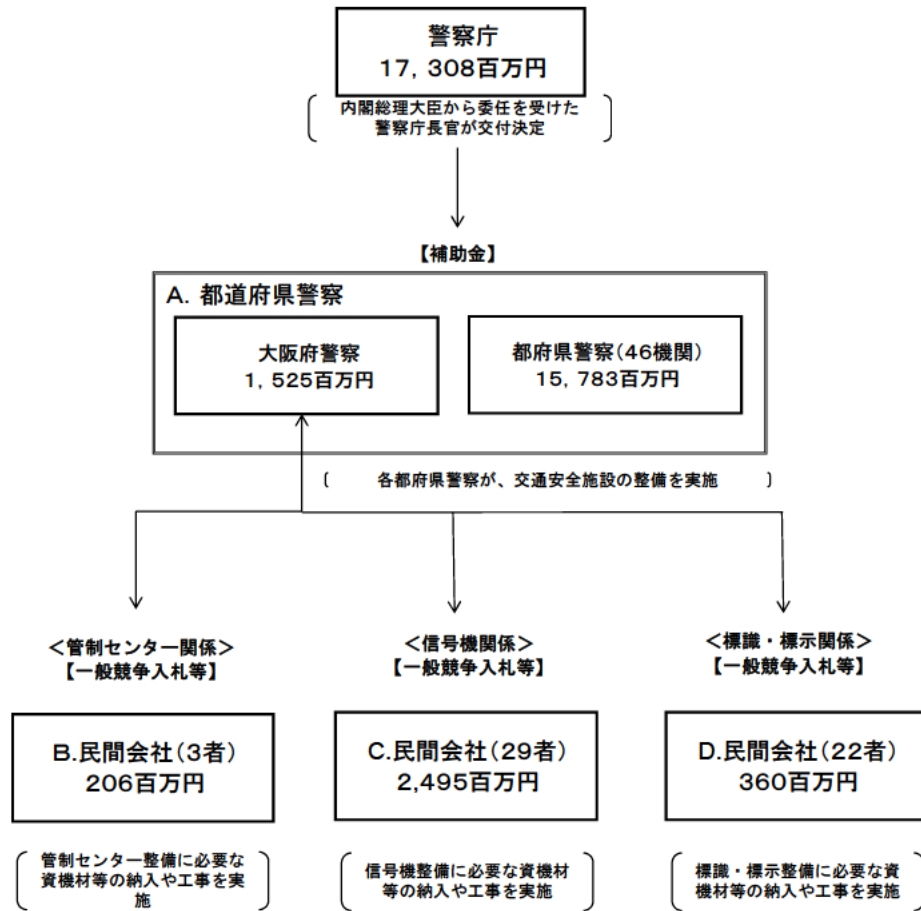 警察庁
17,308百万円
内閣総理大臣から委任を受けた
警察庁長官が交付決定
【補助金】
A. 都道府県警察
大阪府警察
1,525百万円
都府県警察(46機関)
15,783百万円
各都府県警察が、交通安全施設の整備を実施
＜管制センター関係＞
【一般競争入札等】
＜信号機関係＞
【一般競争入札等】
＜標識・標示関係＞
【一般競争入札等】
B.民間会社(3者)
206百万円
C.民間会社(29者)
2,495百万円
D.民間会社(22者)
360百万円
管制センター整備に必要な
資機材等の納入や工事を実
施
信号機整備に必要な資機材
等の納入や工事を実施
標識・標示整備に必要な資
機材等の納入や工事を実施